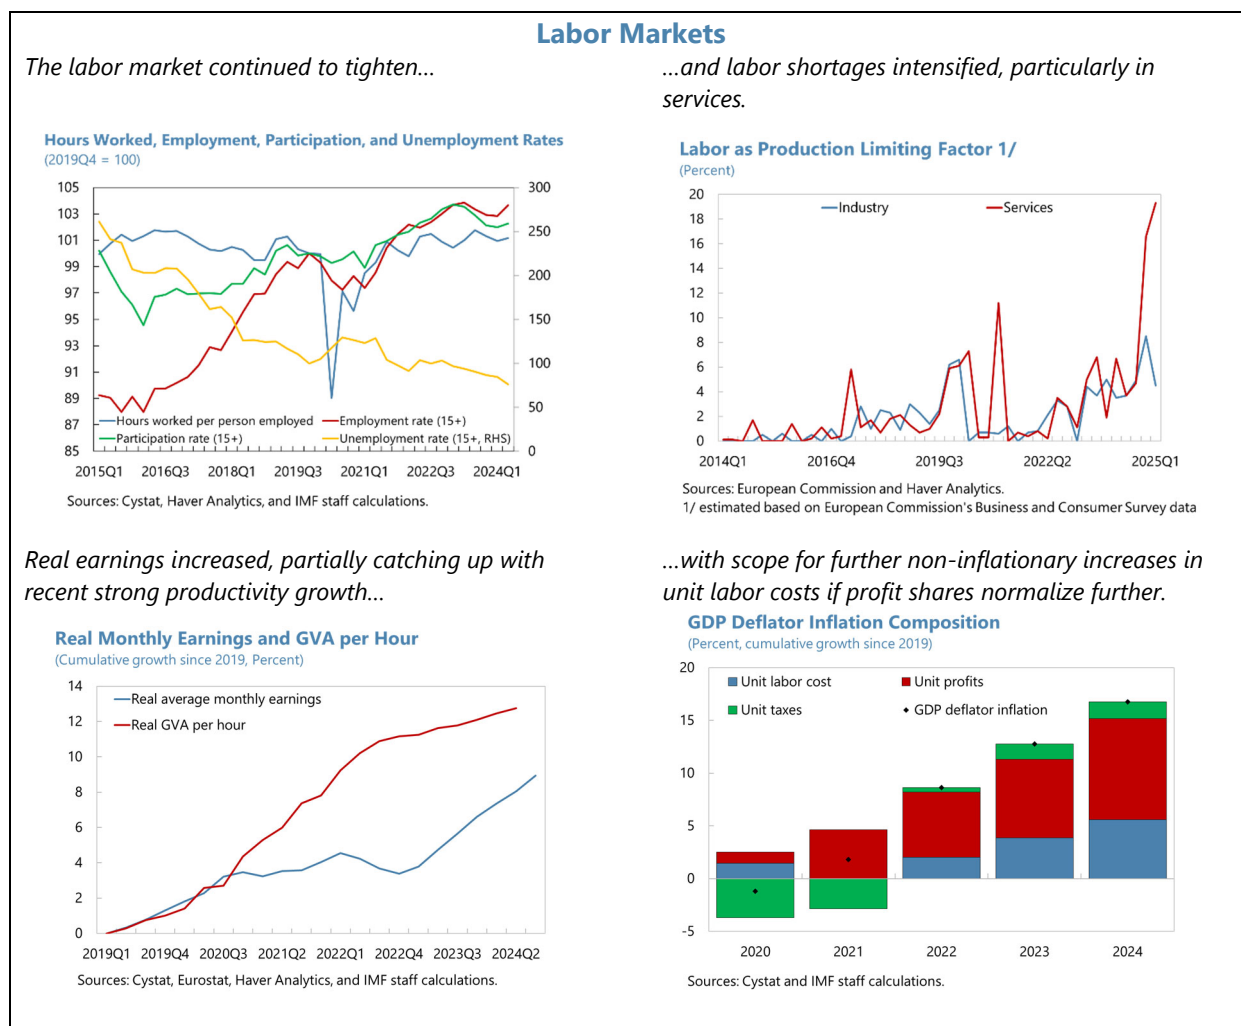 Labor Markets
The labor market continued to tighten...
...and labor shortages intensified, particularly in
services.
Hours Worked, Employment, Participation, and Unemployment Rates
(2019Q4 = 100)
105
103
101
99
97
95
93
91
89
87
85
300
250
200
150
100
50
0
Hours worked per person employed
Employment rate (15+)
Participation rate (15+)
Unemployment rate (15+, RHS)
2015Q1 2016Q3 2018Q1 2019Q3 2021Q1 2022Q3 2024Q1
Sources: Cystat, Haver Analytics, and IMF staff calculations.
Labor as Production Limiting Factor 1/
(Percent)
20
18
16
14
12
10
8
6
4
2
0
Industry
Services
2014Q1 2016Q4 2019Q3 2022Q2 2025Q1
Sources: European Commission and Haver Analytics.
1/ estimated based on European Commission's Business and Consumer Survey data
Real earnings increased, partially catching up with
recent strong productivity growth...
...with scope for further non-inflationary increases in
unit labor costs if profit shares normalize further.
Real Monthly Earnings and GVA per Hour
(Cumulative growth since 2019, Percent)
14
12
10
8
6
4
2
0
Real average monthly earnings
Real GVA per hour
2019Q1 2019Q4 2020Q3 2021Q2 2022Q1 2022Q4 2023Q3 2024Q2
Sources: Cystat, Eurostat, Haver Analytics, and IMF staff calculations.
GDP Deflator Inflation Composition
(Percent, cumulative growth since 2019)
20
15
10
5
0
-5
Unit labor cost
Unit profits
Unit taxes
GDP deflator inflation
2020 2021 2022 2023 2024
Sources: Cystat and IMF staff calculations.